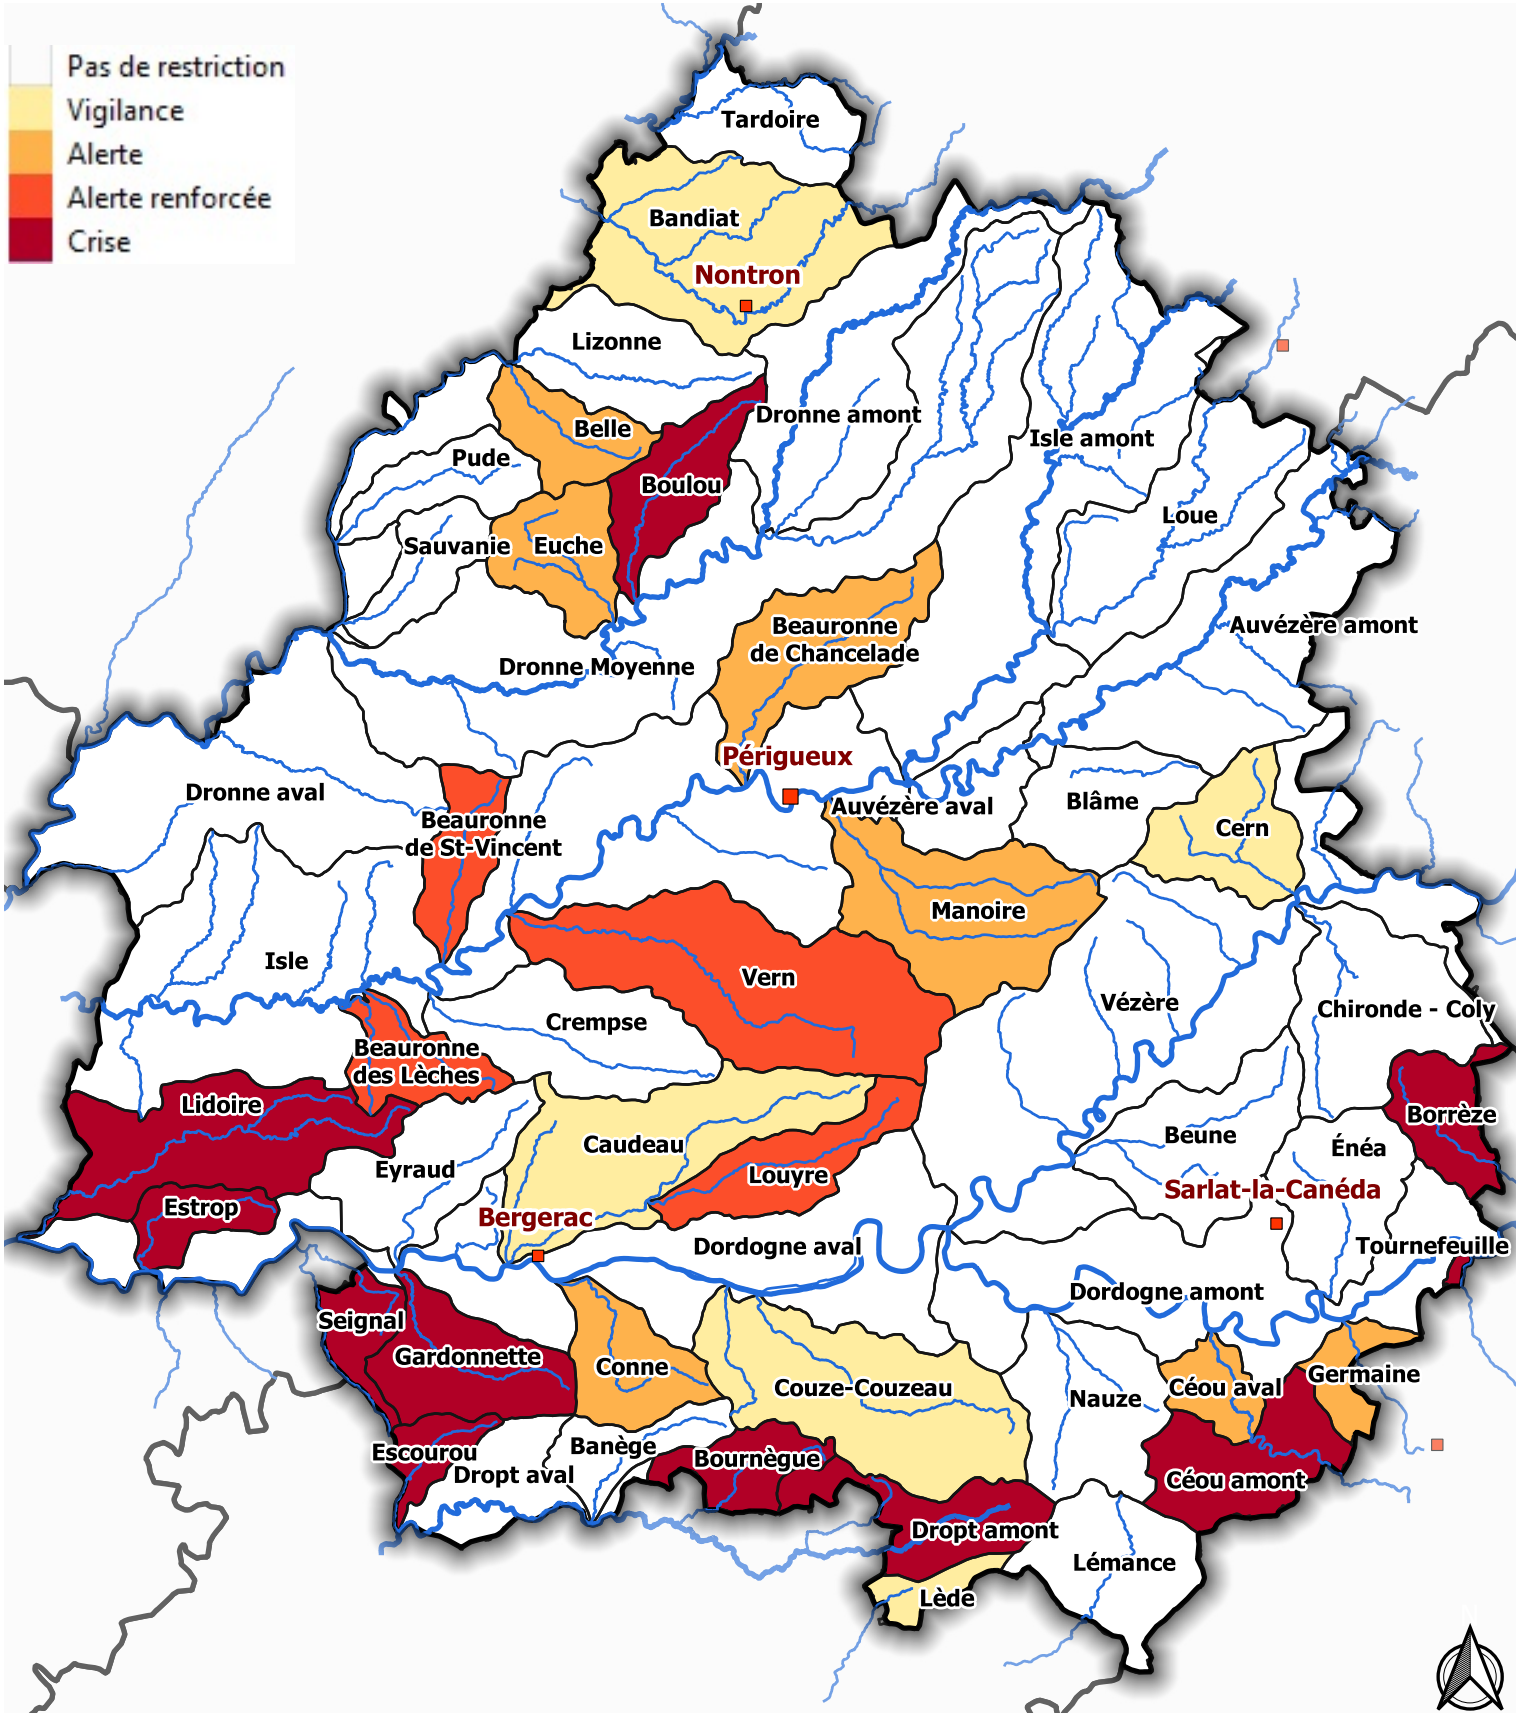 Pas de restriction
Vigilance
Alerte
Alerte renforcée
Crise
Tardoire
Bandiat
Nontron
Lizonne
Dronne amont
Belle
Isle amont
Pude
Boulou
Loue
Sauvanie
Euche
Beauronne
de Chancelade
Auvézère amont
Dronne Moyenne
Périgueux
Dronne aval
Auvézère aval
Blâme
Beauronne
de St-Vincent
Cern
Manoire
Isle
Vern
Vézère
Chironde - Coly
Crempse
Beauronne
des Lèches
Lidoire
Borrèze
Caudeau
Beune
Énéa
Eyraud
Louyre
Sarlat-la-Canéda
Estrop
Bergerac
Dordogne aval
Tournefeuille
Dordogne amont
Seignal
Gardonnette
Conne
Germaine
Couze-Couzeau
Céou aval
Nauze
Escourou
Banège
Bournègue
Dropt aval
Céou amont
Dropt amont
Lémance
Lède
N